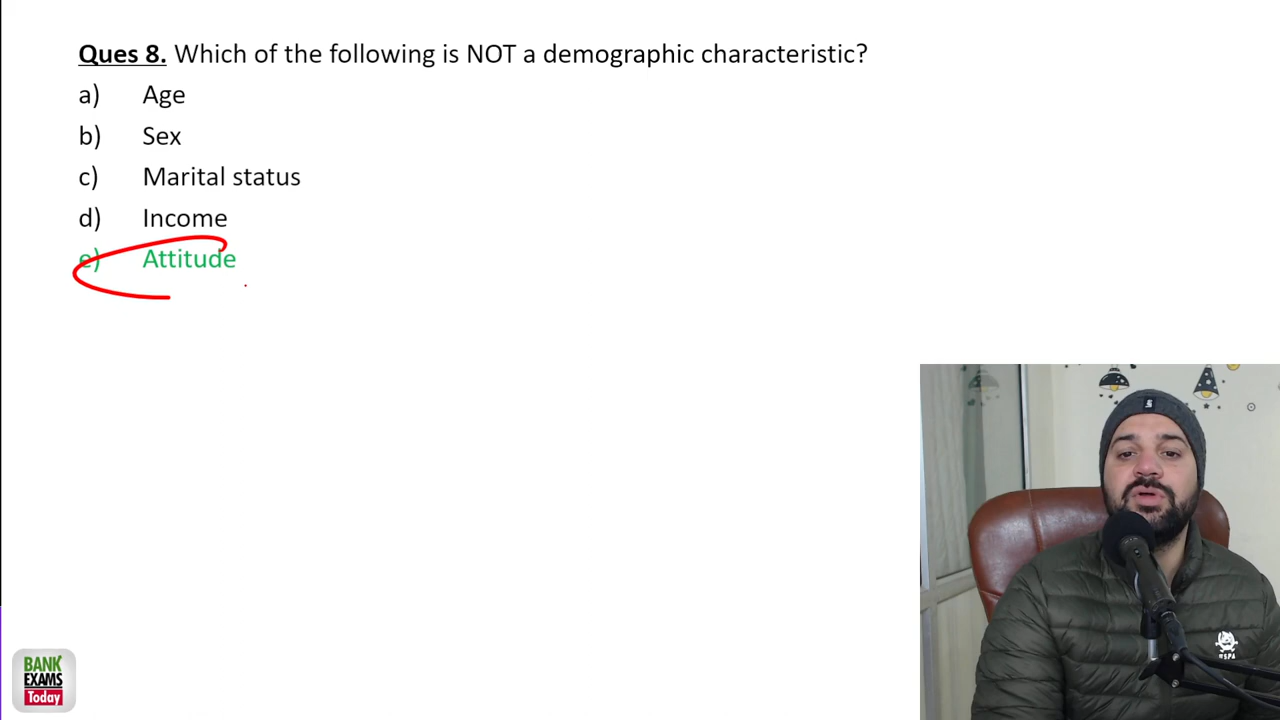 Ques 8. Which of the following is NOT a demographic characteristic?
a) Age
b) Sex
c) Marital status
d) Income
e) Attitude
BANK
EXAMS
Today